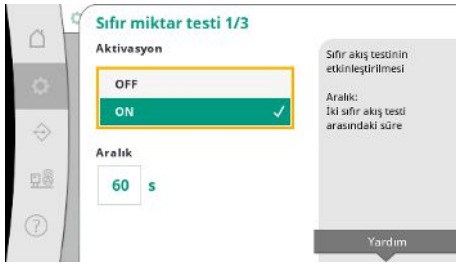 Sıfır miktar testi 1/3
Aktivasyon
OFF
ON
Aralık
60 s
Sıfır akış testinin
etkinleştirilmesi
Aralık:
İki sıfır akış testi
arasındaki süre
Yardım